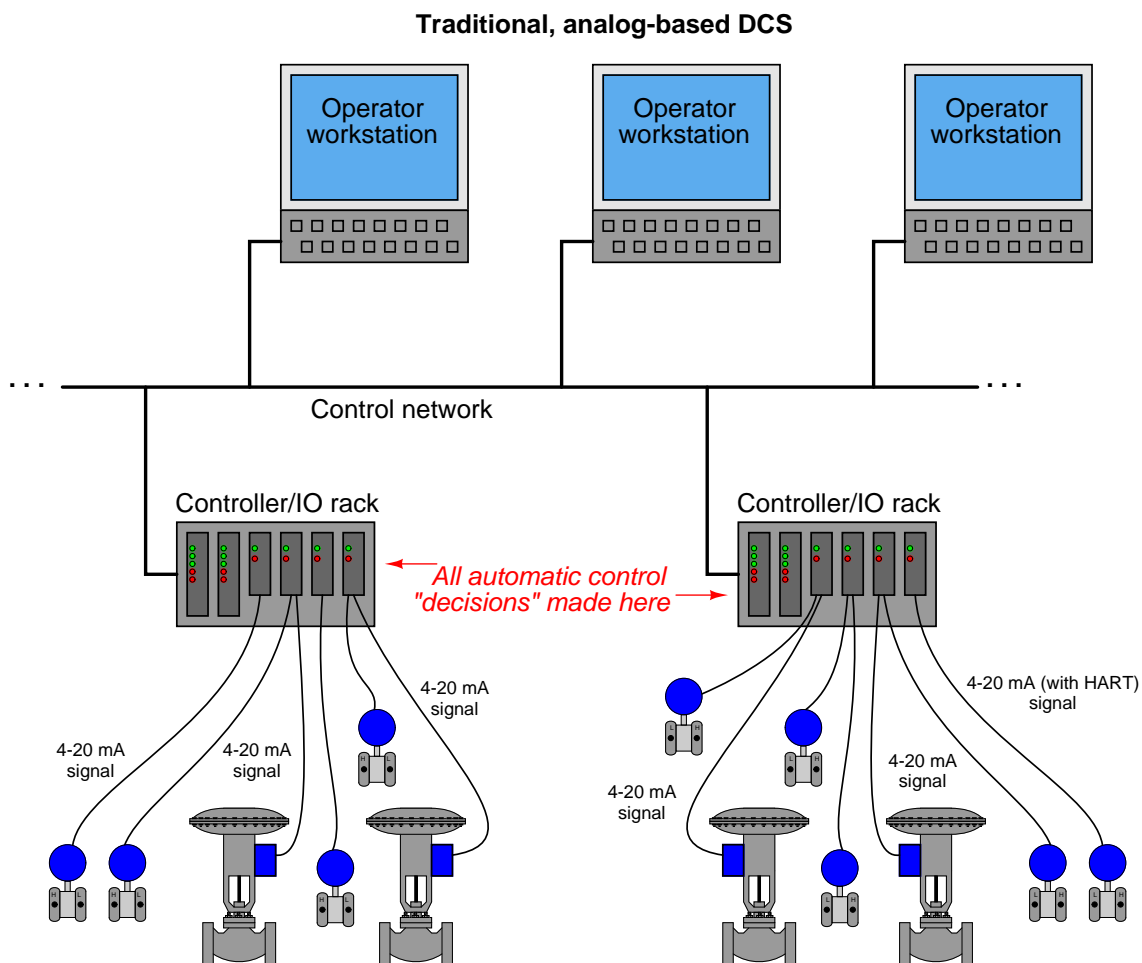 Traditional, analog-based DCS
Operator
workstation
Operator
workstation
Operator
workstation
. . .
. . .
Control network
Controller/IO rack
Controller/IO rack
All automatic control
"decisions" made here
4-20 mA
signal
4-20 mA
signal
4-20 mA
signal
4-20 mA (with HART)
signal
4-20 mA
signal
4-20 mA
signal
H L
L H
L H
H L
H L
H L
L H
L H
L H